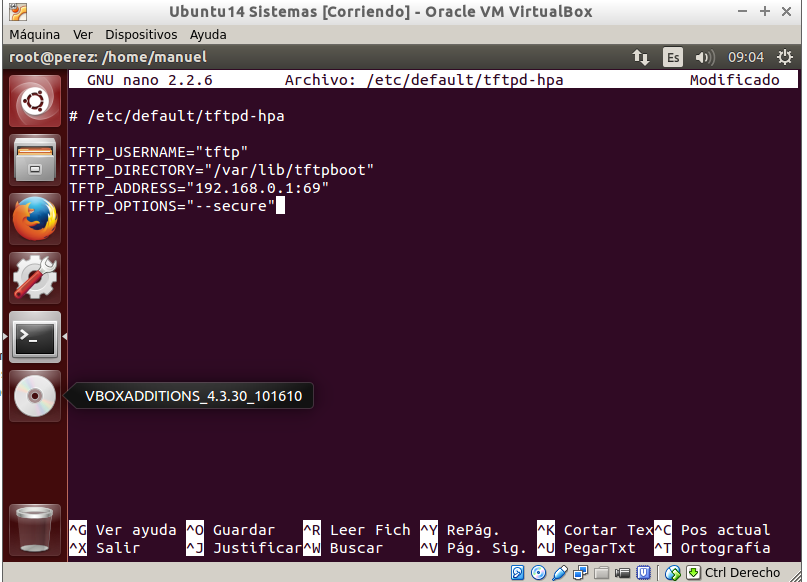 Ubuntu14 Sistemas [Corriendo] - Oracle VM VirtualBox
Máquina Ver Dispositivos Ayuda
root@perez: /home/manuel Es 09:04
GNU nano 2.2.6 Archivo: /etc/default/tftpd-hpa Modificado
# /etc/default/tftpd-hpa
TFTP_USERNAME="tftp"
TFTP_DIRECTORY="/var/lib/tftpboot"
TFTP_ADDRESS="192.168.0.1:69"
TFTP_OPTIONS="--secure"
>_
VBOXADDITIONS_4.3.30_101610
^G Ver ayuda ^O Guardar ^R Leer Fich ^Y RePág. ^K Cortar Tex ^C Pos actual
^X Salir ^J Justificar ^W Buscar ^V Pág. Sig. ^U PegarTxt ^T Ortografía
Ctrl Derecho